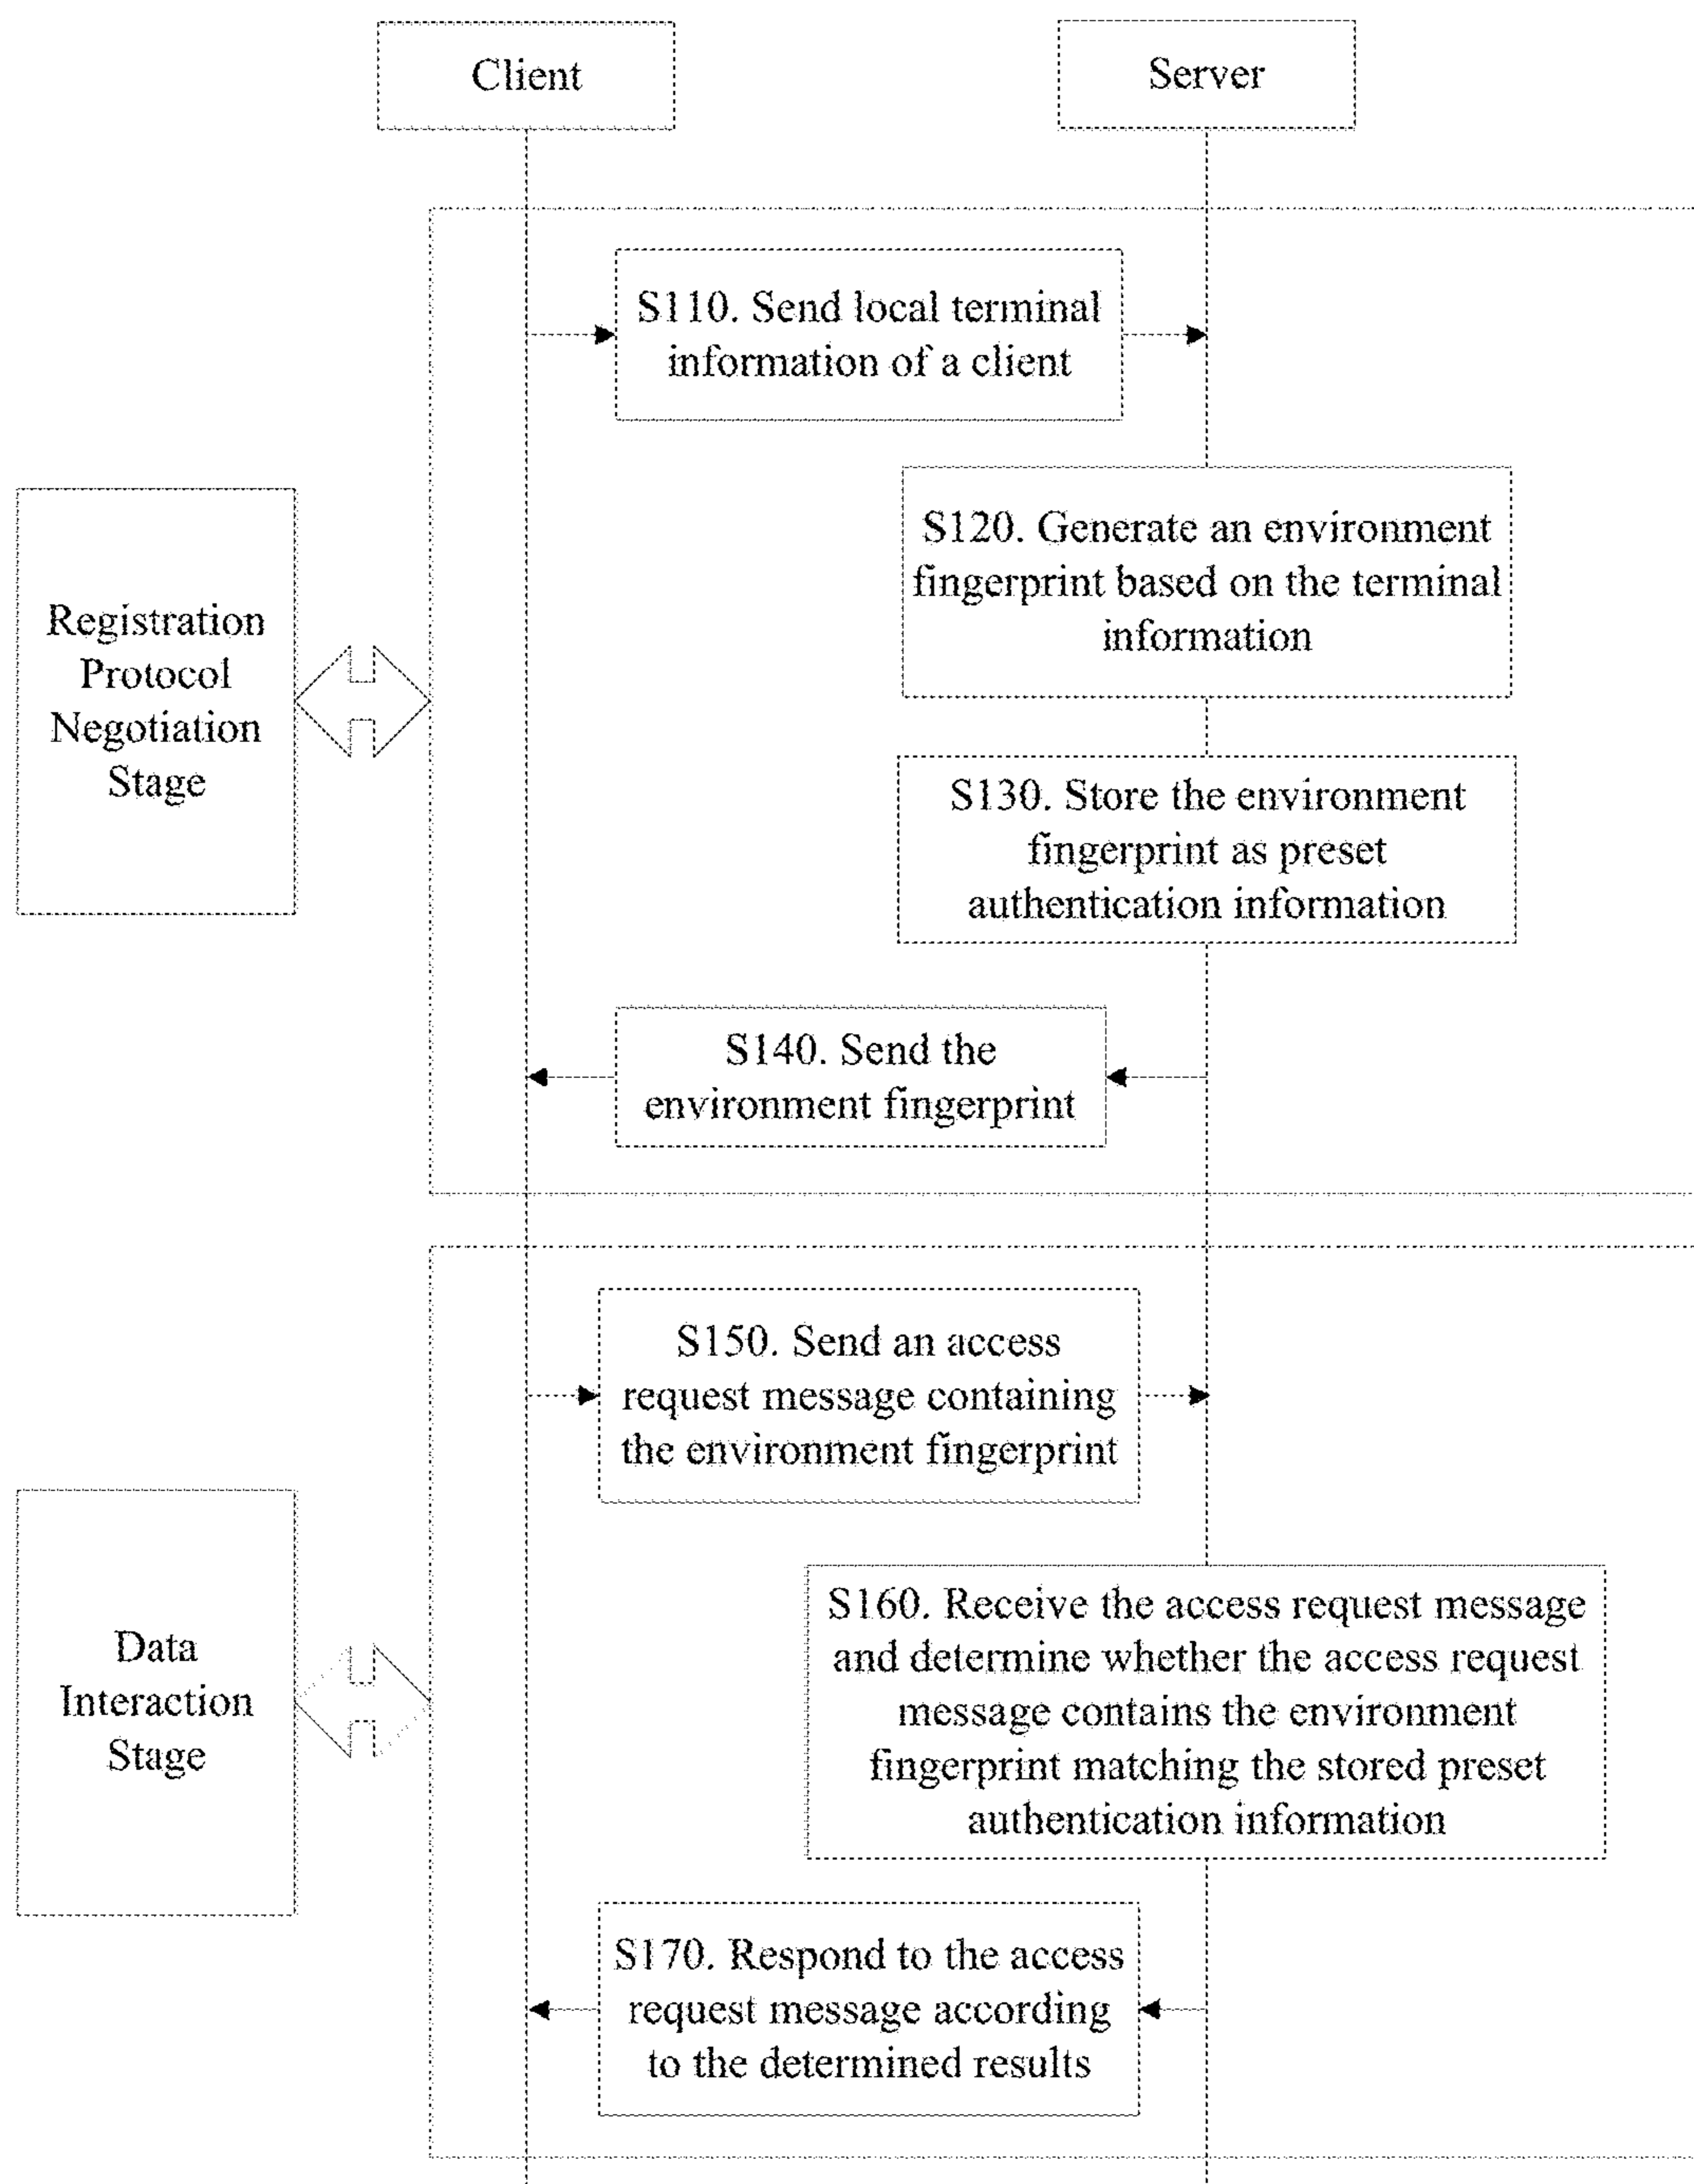 Client
Server
S110. Send local terminal
information of a client
S120. Generate an environment
fingerprint based on the terminal
information
Registration
Protocol
Negotiation
Stage
S130. Store the environment
fingerprint as preset
authentication information
S140. Send the
environment fingerprint
S150. Send an access
request message containing
the environment fingerprint
S160. Receive the access request message
and determine whether the access request
message contains the environment
fingerprint matching the stored preset
authentication information
Data
Interaction
Stage
S170. Respond to the access
request message according
to the determined results